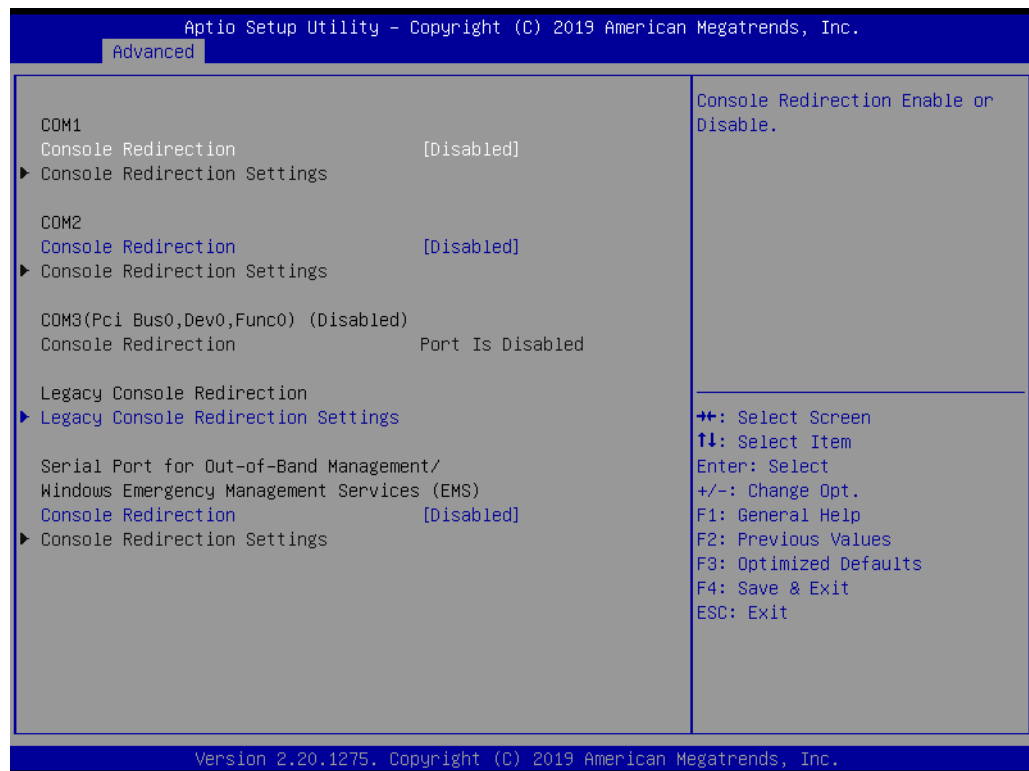 Aptio Setup Utility – Copyright (C) 2019 American Megatrends, Inc.
Advanced
COM1
Console Redirection [Disabled]
► Console Redirection Settings
COM2
Console Redirection [Disabled]
► Console Redirection Settings
COM3(Pci Bus0,Dev0,Func0) (Disabled)
Console Redirection Port Is Disabled
Legacy Console Redirection
► Legacy Console Redirection Settings
Serial Port for Out-of-Band Management/
Windows Emergency Management Services (EMS)
Console Redirection [Disabled]
► Console Redirection Settings
Console Redirection Enable or
Disable.
→←: Select Screen
↑↓: Select Item
Enter: Select
+/-: Change Opt.
F1: General Help
F2: Previous Values
F3: Optimized Defaults
F4: Save & Exit
ESC: Exit
Version 2.20.1275. Copyright (C) 2019 American Megatrends, Inc.